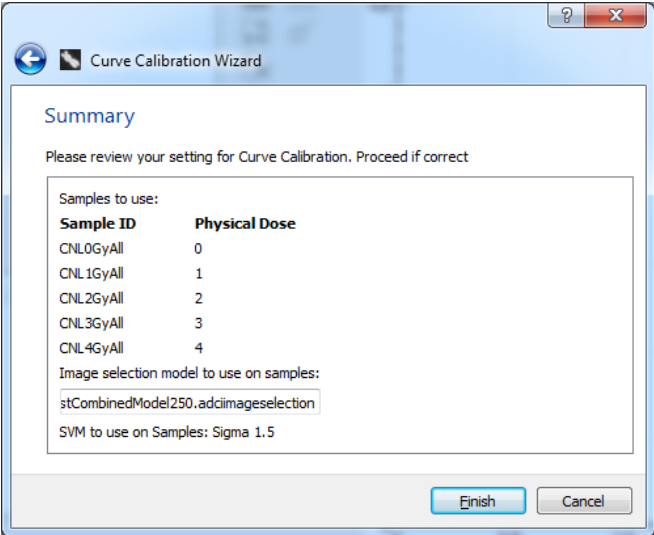 Curve Calibration Wizard
Summary
Please review your setting for Curve Calibration. Proceed if correct
Samples to use:
Sample ID Physical Dose
CNL0GyAll 0
CNL1GyAll 1
CNL2GyAll 2
CNL3GyAll 3
CNL4GyAll 4
Image selection model to use on samples:
stCombinedModel250.adciimageselection
SVM to use on Samples: Sigma 1.5
Finish Cancel